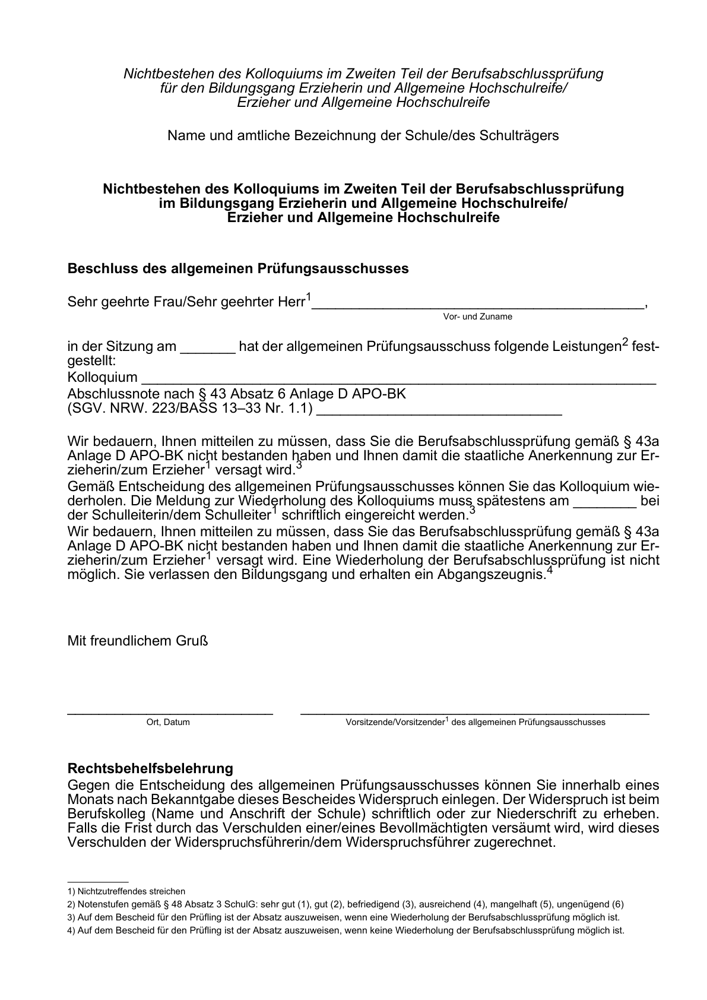 Nichtbestehen des Kolloquiums im Zweiten Teil der Berufsabschlussprüfung
für den Bildungsgang Erzieherin und Allgemeine Hochschulreife/
Erzieher und Allgemeine Hochschulreife
Name und amtliche Bezeichnung der Schule/des Schulträgers
Nichtbestehen des Kolloquiums im Zweiten Teil der Berufsabschlussprüfung
im Bildungsgang Erzieherin und Allgemeine Hochschulreife/
Erzieher und Allgemeine Hochschulreife
Beschluss des allgemeinen Prüfungsausschusses
Sehr geehrte Frau/Sehr geehrter Herr1__________________________________________,
Vor- und Zuname
in der Sitzung am _______ hat der allgemeinen Prüfungsausschuss folgende Leistungen2 fest-
gestellt:
Kolloquium _________________________________________________________________
Abschlussnote nach § 43 Absatz 6 Anlage D APO-BK
(SGV. NRW. 223/BASS 13–33 Nr. 1.1) _______________________________
Wir bedauern, Ihnen mitteilen zu müssen, dass Sie die Berufsabschlussprüfung gemäß § 43a
Anlage D APO-BK nicht bestanden haben und Ihnen damit die staatliche Anerkennung zur Er-
zieherin/zum Erzieher1 versagt wird.3
Gemäß Entscheidung des allgemeinen Prüfungsausschusses können Sie das Kolloquium wie-
derholen. Die Meldung zur Wiederholung des Kolloquiums muss spätestens am ________ bei
der Schulleiterin/dem Schulleiter1 schriftlich eingereicht werden.3
Wir bedauern, Ihnen mitteilen zu müssen, dass Sie das Berufsabschlussprüfung gemäß § 43a
Anlage D APO-BK nicht bestanden haben und Ihnen damit die staatliche Anerkennung zur Er-
zieherin/zum Erzieher1 versagt wird. Eine Wiederholung der Berufsabschlussprüfung ist nicht
möglich. Sie verlassen den Bildungsgang und erhalten ein Abgangszeugnis.4
Mit freundlichem Gruß
__________________________ ____________________________________________
Ort, Datum Vorsitzende/Vorsitzender1 des allgemeinen Prüfungsausschusses
Rechtsbehelfsbelehrung
Gegen die Entscheidung des allgemeinen Prüfungsausschusses können Sie innerhalb eines
Monats nach Bekanntgabe dieses Bescheides Widerspruch einlegen. Der Widerspruch ist beim
Berufskolleg (Name und Anschrift der Schule) schriftlich oder zur Niederschrift zu erheben.
Falls die Frist durch das Verschulden einer/eines Bevollmächtigten versäumt wird, wird dieses
Verschulden der Widerspruchsführerin/dem Widerspruchsführer zugerechnet.
1) Nichtzutreffendes streichen
2) Notenstufen gemäß § 48 Absatz 3 SchulG: sehr gut (1), gut (2), befriedigend (3), ausreichend (4), mangelhaft (5), ungenügend (6)
3) Auf dem Bescheid für den Prüfling ist der Absatz auszuweisen, wenn eine Wiederholung der Berufsabschlussprüfung möglich ist.
4) Auf dem Bescheid für den Prüfling ist der Absatz auszuweisen, wenn keine Wiederholung der Berufsabschlussprüfung möglich ist.